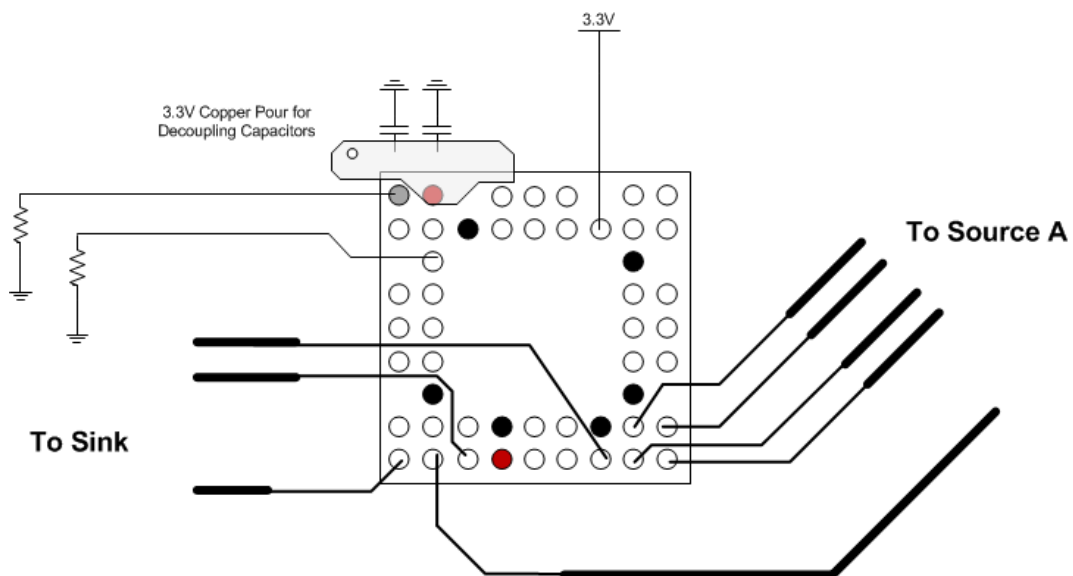 3.3V
3.3V Copper Pour for
Decoupling Capacitors
To Source A
To Sink